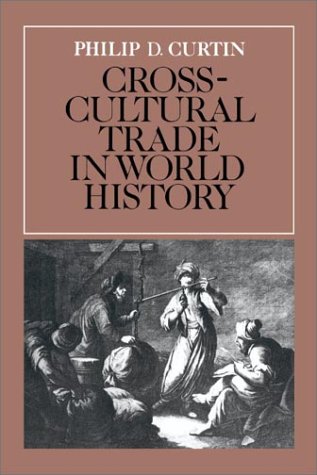 PHILIP D. CURTIN
CROSS-
CULTURAL
TRADE
IN WORLD
HISTORY